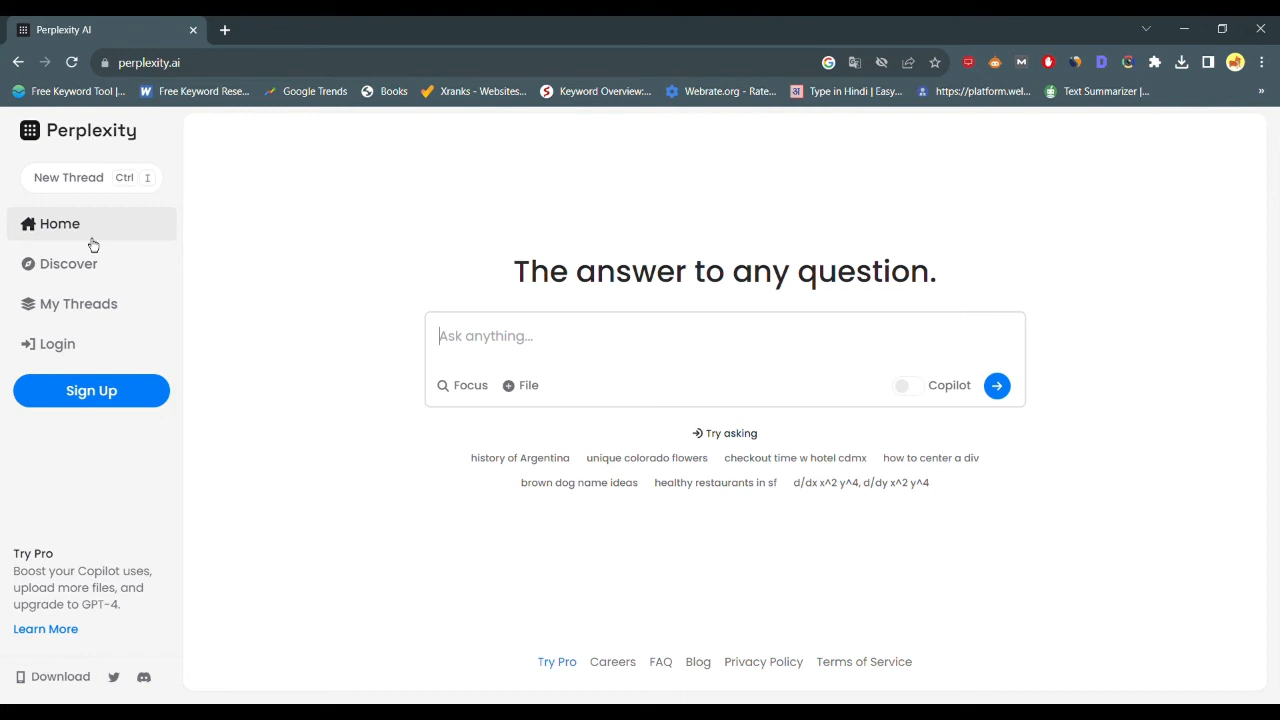 Perplexity AI
perplexity.ai
Free Keyword Tool |... Free Keyword Rese... Google Trends Books Xranks - Websites... Keyword Overview:... Webrate.org - Rate... Type in Hindi | Easy... https://platform.wel... Text Summarizer |... »
Perplexity
New Thread Ctrl I
Home
Discover
My Threads
Login
Sign Up
The answer to any question.
Ask anything...
Focus File Copilot
Try asking
history of Argentina unique colorado flowers checkout time w hotel cdmx how to center a div
brown dog name ideas healthy restaurants in sf d/dx x^2 y^4, d/dy x^2 y^4
Try Pro
Boost your Copilot uses,
upload more files, and
upgrade to GPT-4.
Learn More
Download
Try Pro Careers FAQ Blog Privacy Policy Terms of Service